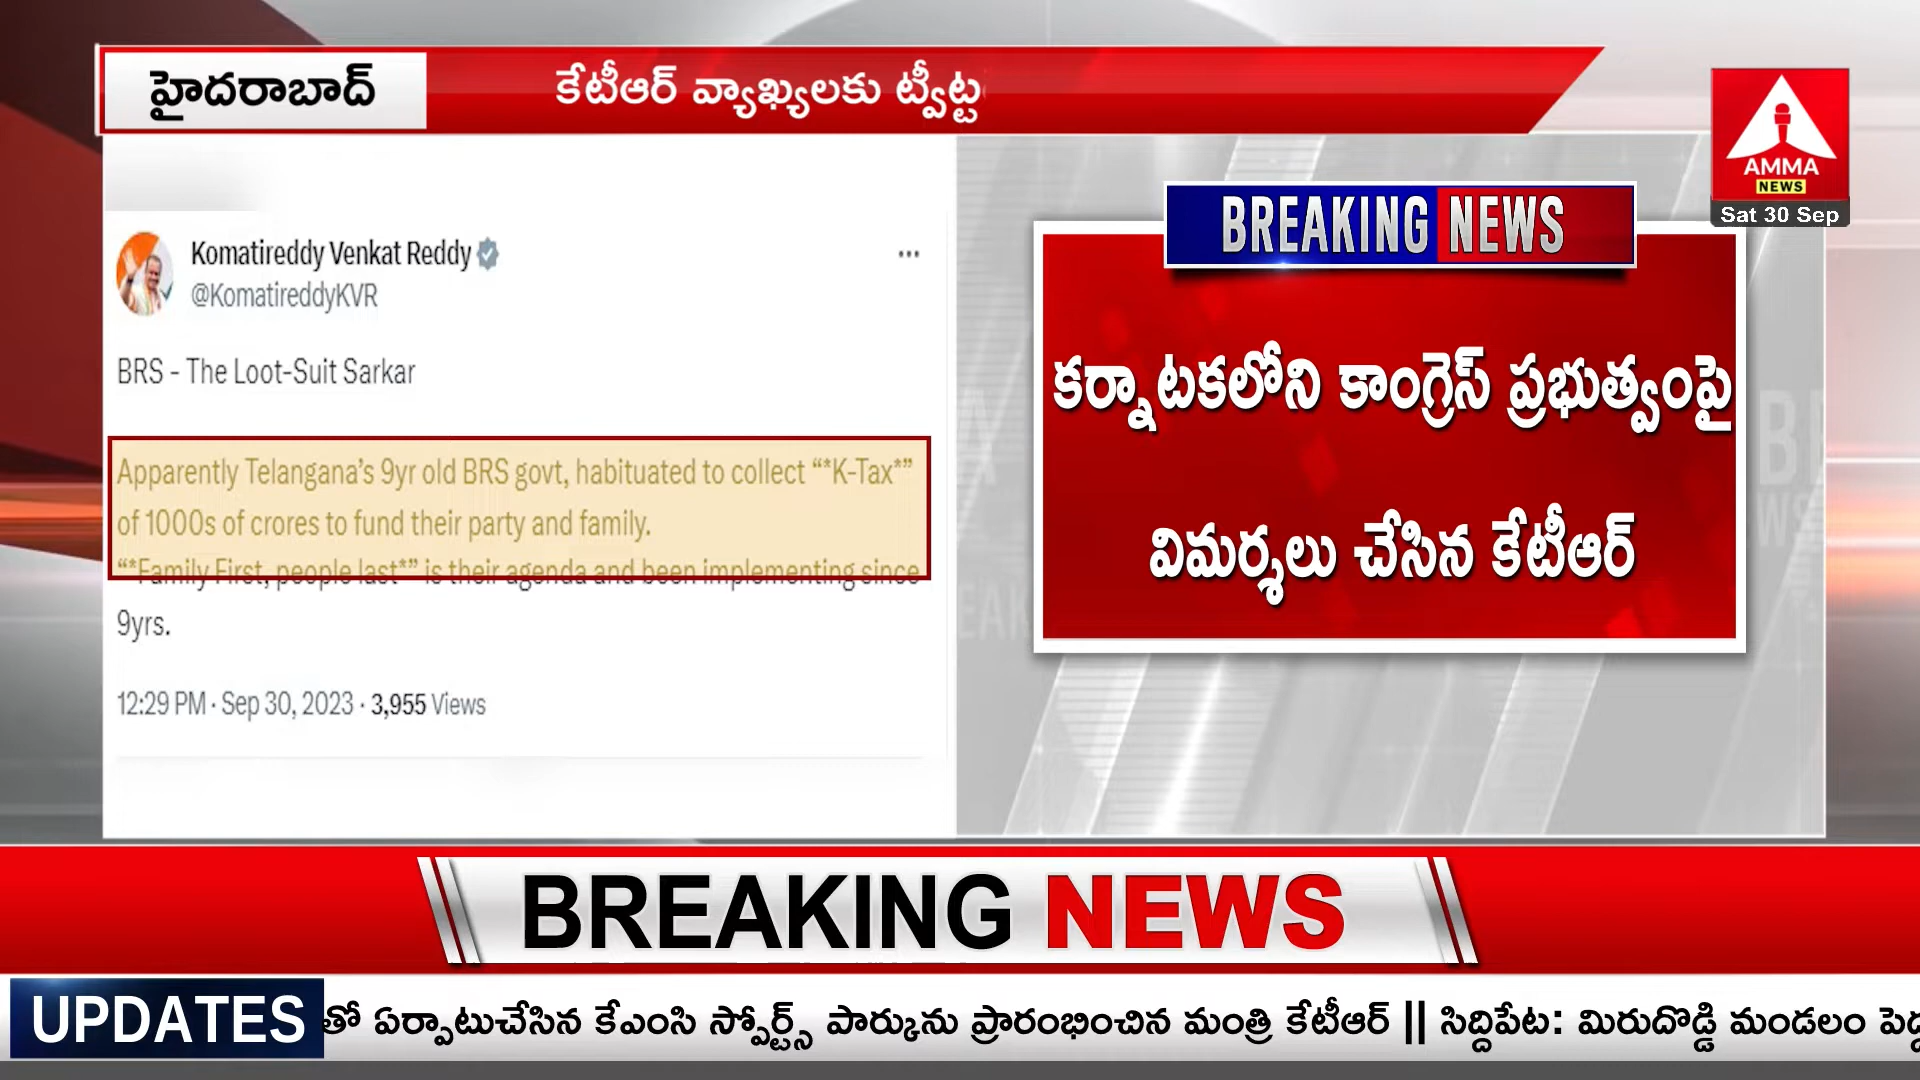 హైదరాబాద్
కేటీఆర్ వ్యాఖ్యలకు
AMMA
NEWS
Sat 30 Sep
Komatireddy Venkat Reddy
@KomatireddyKVR
BRS - The Loot-Suit Sarkar
Apparently Telangana’s 9yr old BRS govt, habituated to collect “*K-Tax*”
of 1000s of crores to fund their party and family.
“*Family First, people last*” is their agenda and been implementing since
9yrs.
12:29 PM · Sep 30, 2023 · 3,955 Views
BREAKING NEWS
కర్నాటకలోని కాంగ్రెస్ ప్రభుత్వంపై
విమర్శలు చేసిన కేటీఆర్
BREAKING NEWS
UPDATES
తో ఏర్పాటుచేసిన కేఎంసి స్పోర్ట్స్ పార్కును ప్రారంభించిన మంత్రి కేటీఆర్ || సిద్దిపేట: మిరుదొడ్డి మండలం